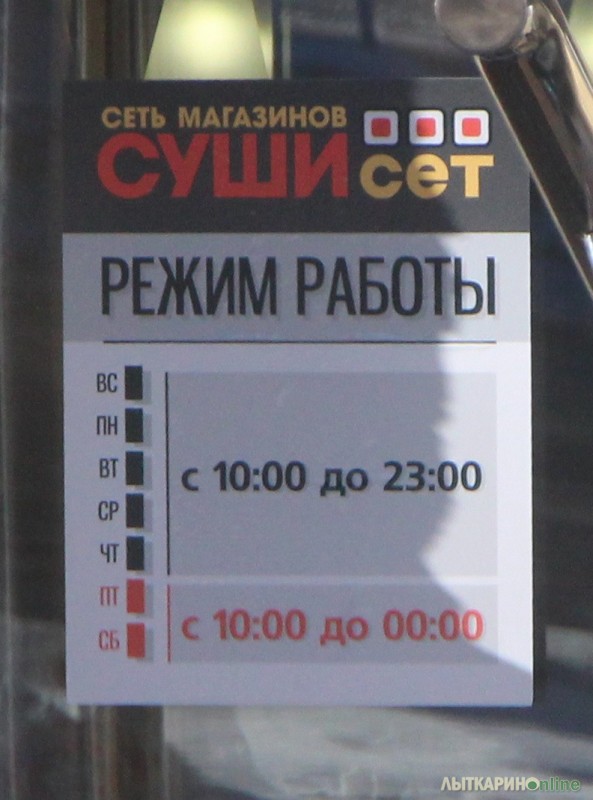 СЕТЬ МАГАЗИНОВ
СУШИ сет
РЕЖИМ РАБОТЫ
ВС
ПН
ВТ
с 10:00 до 23:00
СР
ЧТ
ПТ
с 10:00 до 00:00
СБ
ЛЫТКАРИНОonline